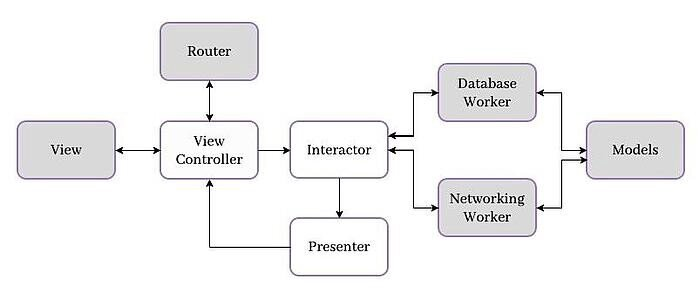 Router
View
View
Controller
Interactor
Database
Worker
Models
Networking
Worker
Presenter